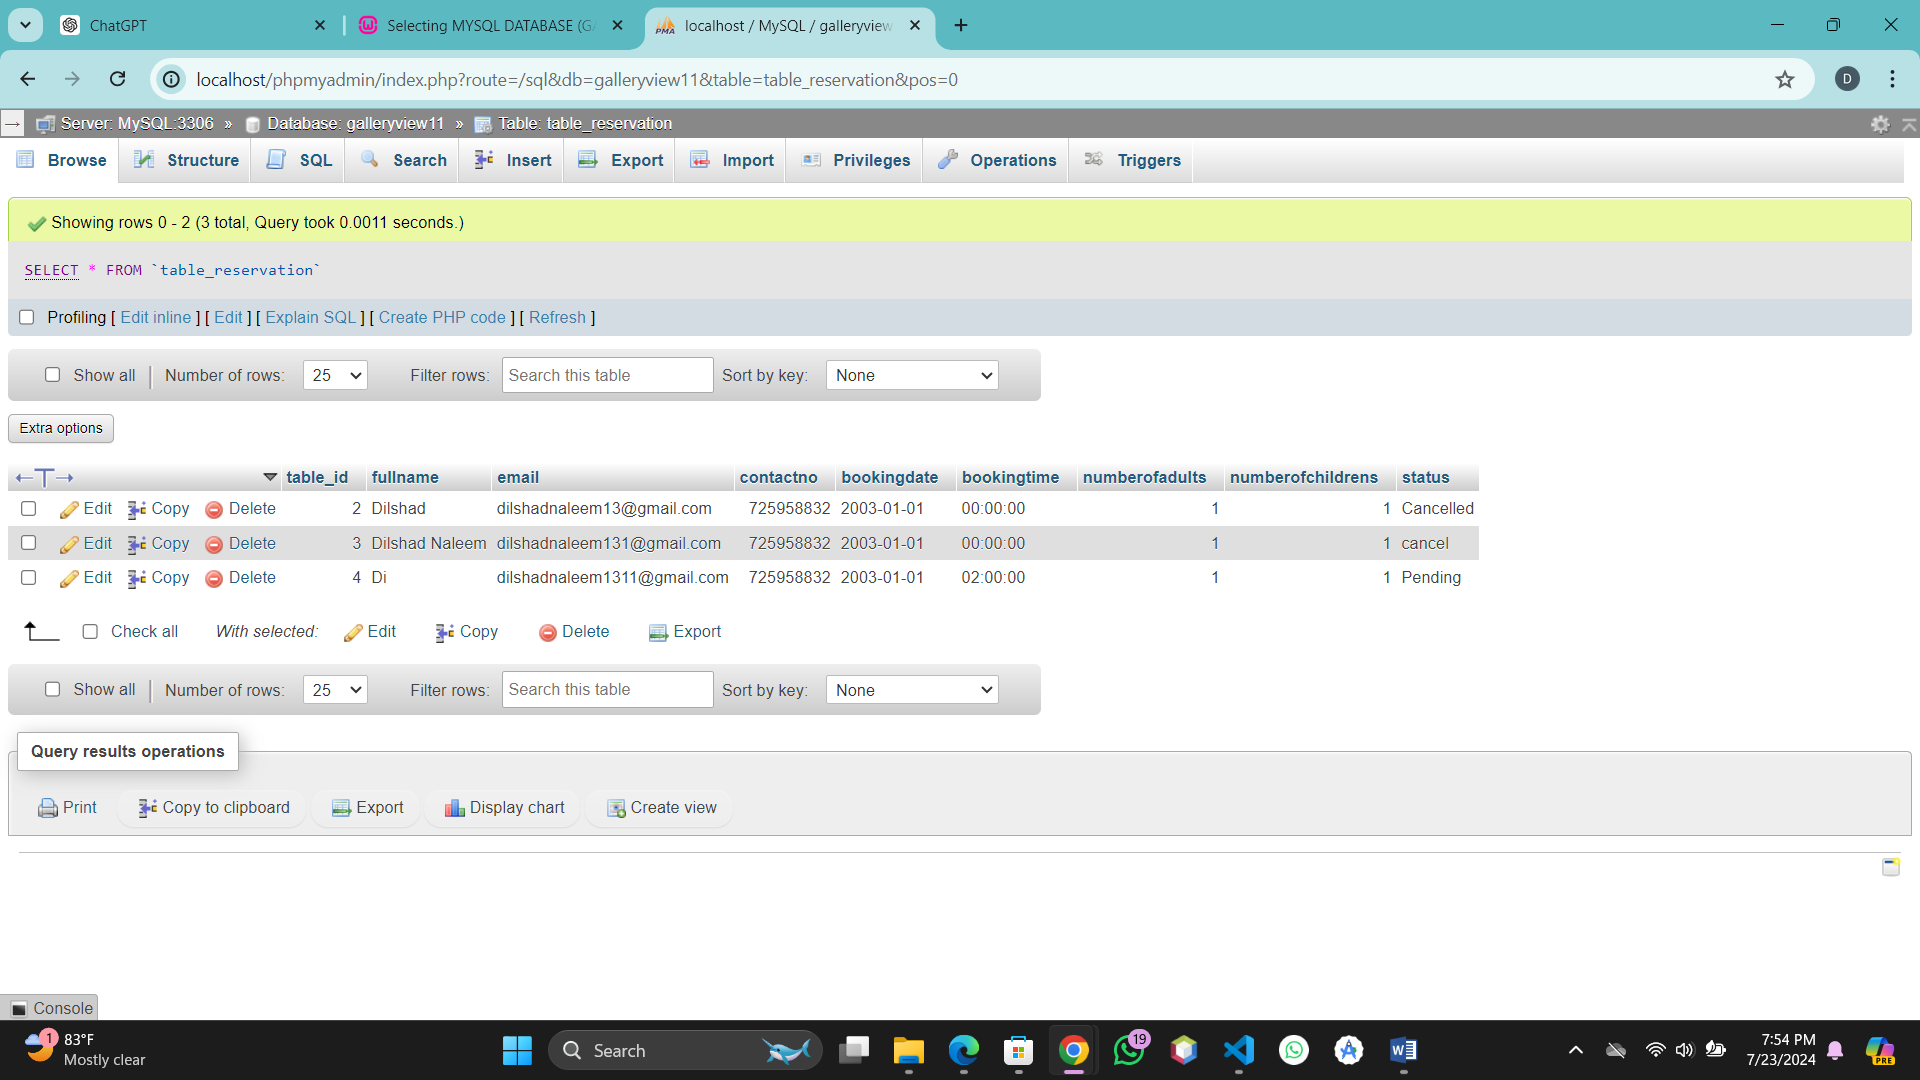 ChatGPT
Selecting MYSQL DATABASE (GA
localhost / MySQL / galleryview
localhost/phpmyadmin/index.php?route=/sql&db=galleryview11&table=table_reservation&pos=0
D
Server: MySQL:3306 » Database: galleryview11 » Table: table_reservation
Browse Structure SQL Search Insert Export Import Privileges Operations Triggers
Showing rows 0 - 2 (3 total, Query took 0.0011 seconds.)
SELECT * FROM `table_reservation`
Profiling [ Edit inline ] [ Edit ] [ Explain SQL ] [ Create PHP code ] [ Refresh ]
Show all | Number of rows: 25 Filter rows: Search this table Sort by key: None
Extra options
←T→ table_id fullname email contactno bookingdate bookingtime numberofadults numberofchildrens status
Edit Copy Delete 2 Dilshad dilshadnaleem13@gmail.com 725958832 2003-01-01 00:00:00 1 1 Cancelled
Edit Copy Delete 3 Dilshad Naleem dilshadnaleem131@gmail.com 725958832 2003-01-01 00:00:00 1 1 cancel
Edit Copy Delete 4 Di dilshadnaleem1311@gmail.com 725958832 2003-01-01 02:00:00 1 1 Pending
Check all With selected: Edit Copy Delete Export
Show all | Number of rows: 25 Filter rows: Search this table Sort by key: None
Query results operations
Print Copy to clipboard Export Display chart Create view
Console
1 83°F
Mostly clear
Search
19
7:54 PM
7/23/2024
PRE